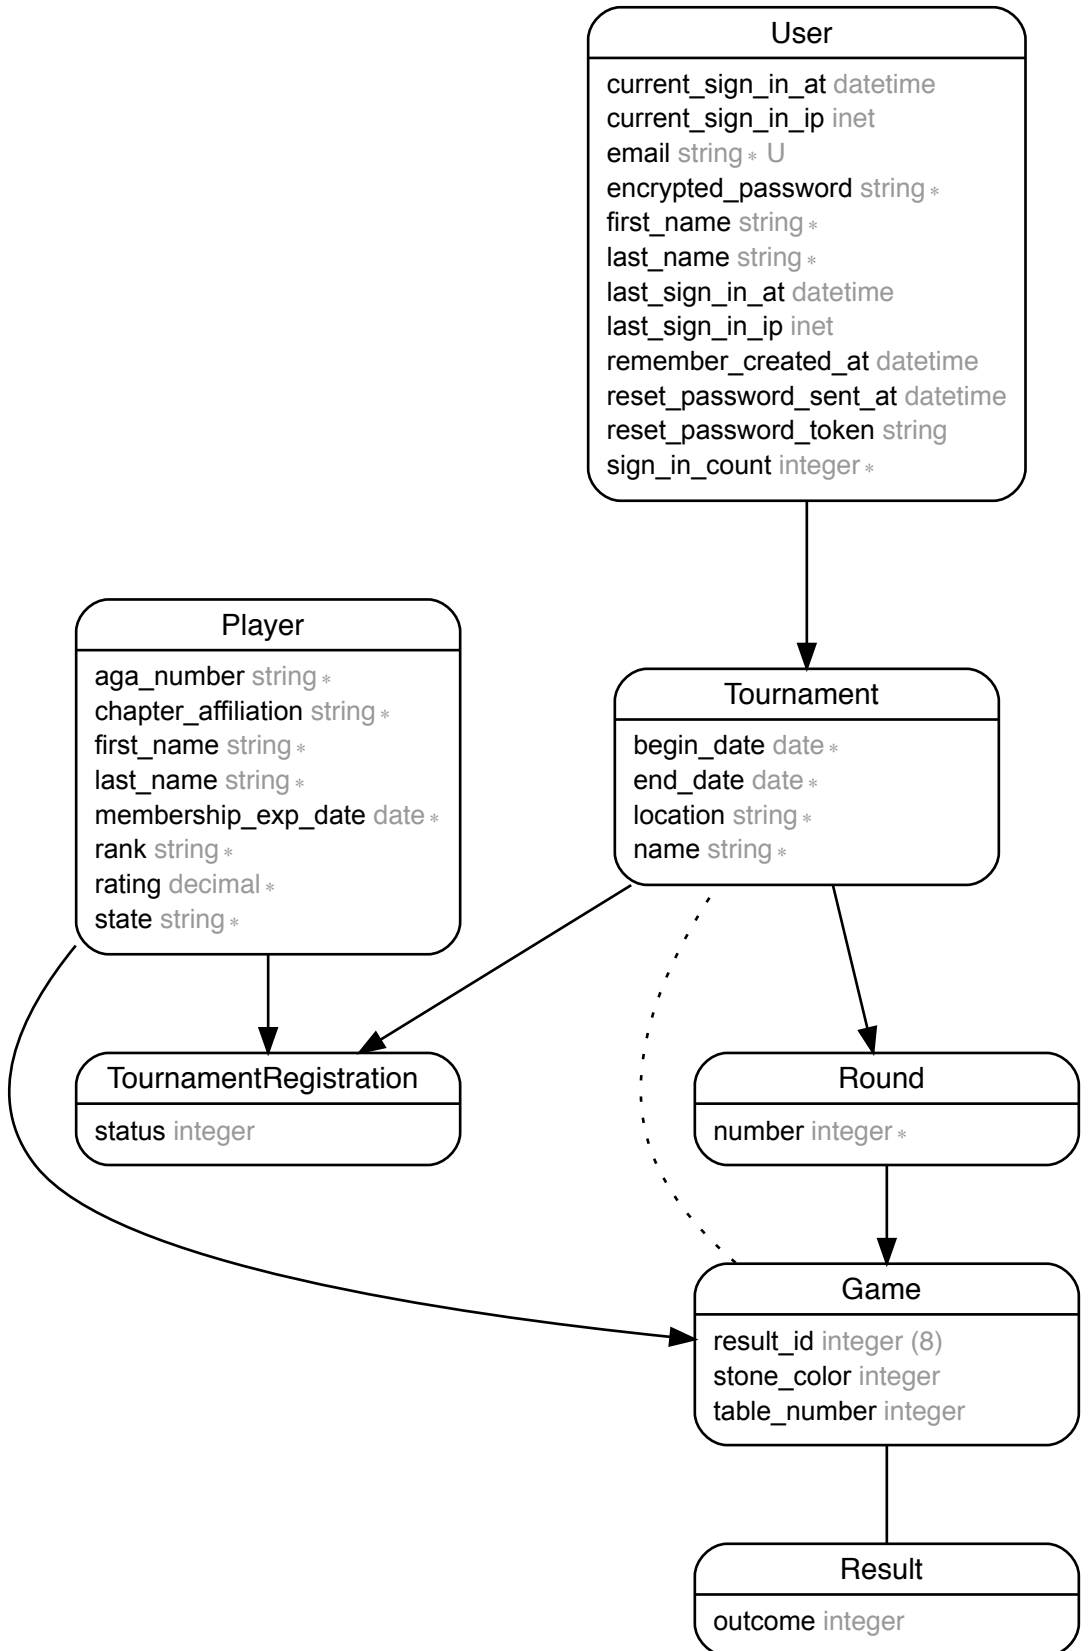 User
current_sign_in_at datetime
current_sign_in_ip inet
email string * U
encrypted_password string *
first_name string *
last_name string *
last_sign_in_at datetime
last_sign_in_ip inet
remember_created_at datetime
reset_password_sent_at datetime
reset_password_token string
sign_in_count integer *
Player
aga_number string *
chapter_affiliation string *
first_name string *
last_name string *
membership_exp_date date *
rank string *
rating decimal *
state string *
Tournament
begin_date date *
end_date date *
location string *
name string *
TournamentRegistration
status integer
Round
number integer *
Game
result_id integer (8)
stone_color integer
table_number integer
Result
outcome integer